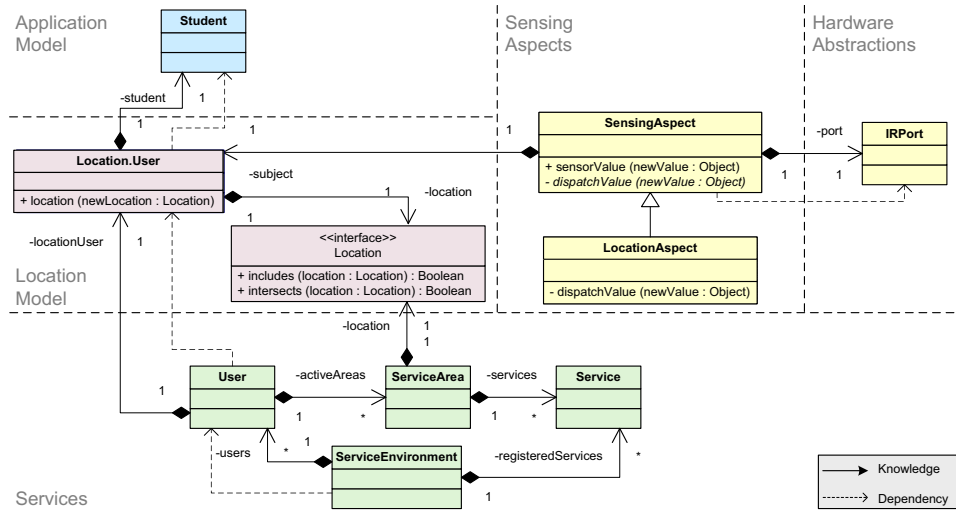 Application
Model
Student
Sensing
Aspects
Hardware
Abstractions
-student
1
1
1
1
SensingAspect
+ sensorValue (newValue : Object)
- dispatchValue (newValue : Object)
-port
1
1
IRPort
Location.User
+ location (newLocation : Location)
-subject
-location
1
1
-locationUser
1
<<interface>>
Location
+ includes (location : Location) : Boolean
+ intersects (location : Location) : Boolean
LocationAspect
- dispatchValue (newValue : Object)
Location
Model
-location
1
1
User
-activeAreas
ServiceArea
-services
Service
1
1
*
1
*
-users
*
1
ServiceEnvironment
-registeredServices
*
1
Services
Knowledge
Dependency